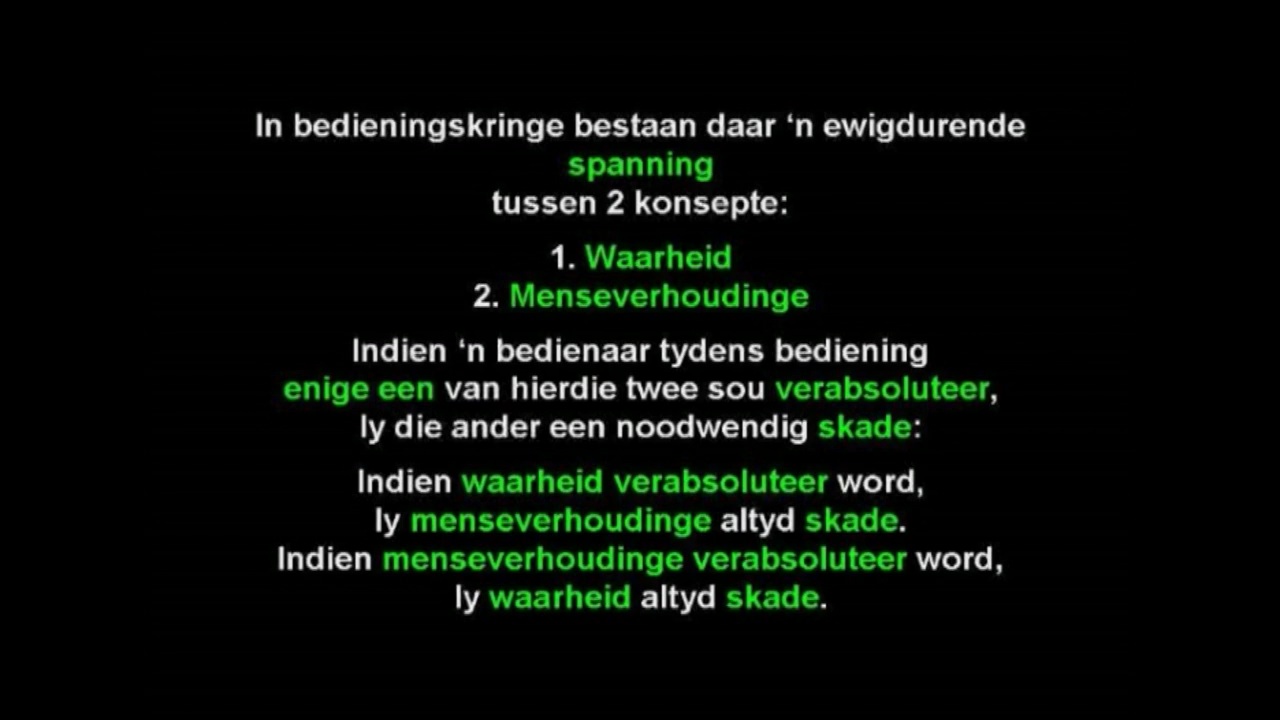 In bedieningskringe bestaan daar ‘n ewigdurende
spanning
tussen 2 konsepte:
1. Waarheid
2. Menseverhoudinge
Indien ‘n bedienaar tydens bediening
enige een van hierdie twee sou verabsoluteer,
ly die ander een noodwendig skade:
Indien waarheid verabsoluteer word,
ly menseverhoudinge altyd skade.
Indien menseverhoudinge verabsoluteer word,
ly waarheid altyd skade.